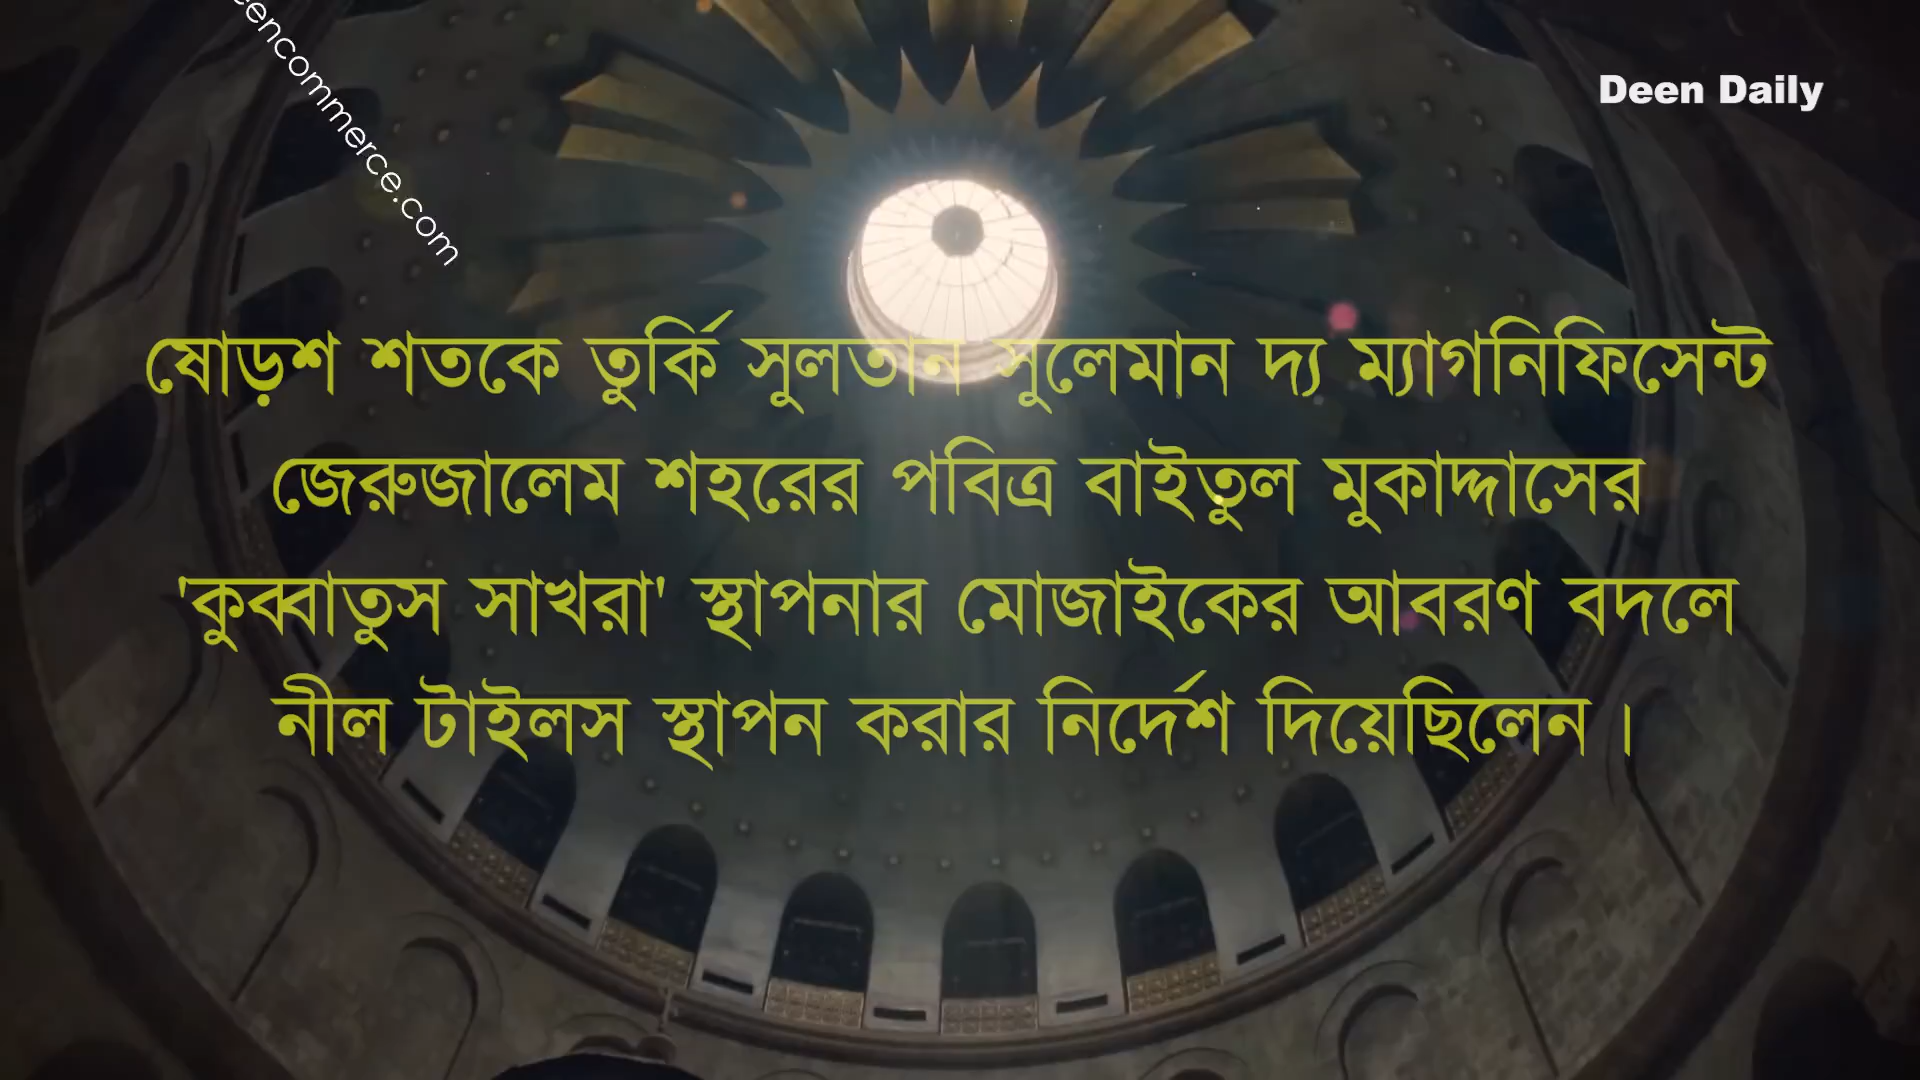 eencommerce.com
Deen Daily
ষোড়শ শতকে তুর্কি সুলতান সুলেমান দ্য ম্যাগনিফিসেন্ট
জেরুজালেম শহরের পবিত্র বাইতুল মুকাদ্দাসের
'কুব্বাতুস সাখরা' স্থাপনার মোজাইকের আবরণ বদলে
নীল টাইলস স্থাপন করার নির্দেশ দিয়েছিলেন।